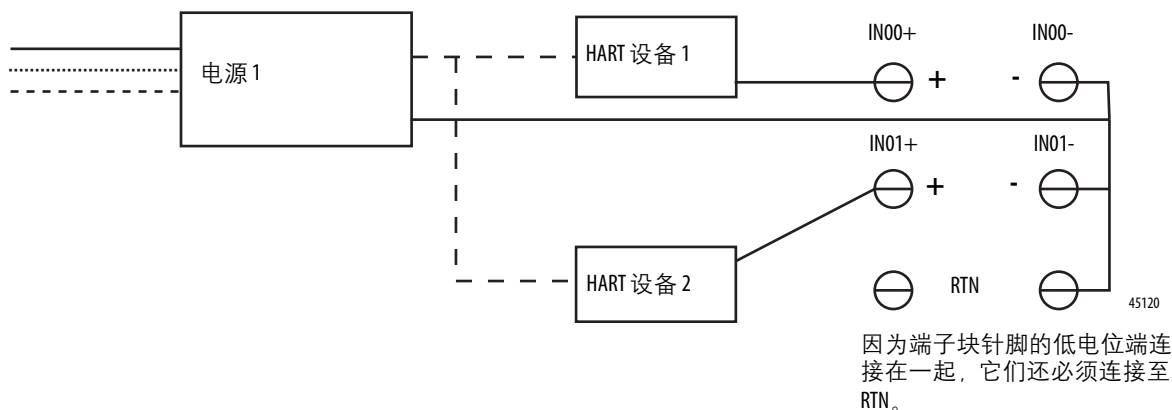 IN00+ IN00-
HART 设备 1
电源 1
+ -
IN01+ IN01-
+ -
HART 设备 2
RTN
45120
因为端子块针脚的低电位端连
接在一起，它们还必须连接至
RTN。